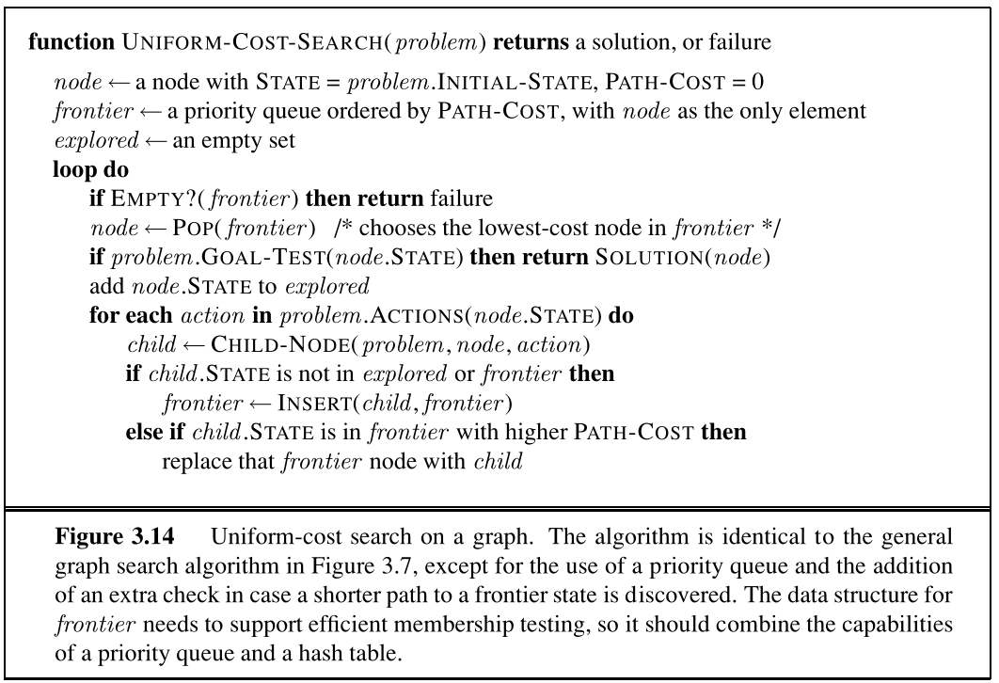 function UNIFORM-COST-SEARCH(problem) returns a solution, or failure
node ← a node with STATE = problem.INITIAL-STATE, PATH-COST = 0
frontier ← a priority queue ordered by PATH-COST, with node as the only element
explored ← an empty set
loop do
if EMPTY?(frontier) then return failure
node ← POP(frontier) /* chooses the lowest-cost node in frontier */
if problem.GOAL-TEST(node.STATE) then return SOLUTION(node)
add node.STATE to explored
for each action in problem.ACTIONS(node.STATE) do
child ← CHILD-NODE(problem, node, action)
if child.STATE is not in explored or frontier then
frontier ← INSERT(child, frontier)
else if child.STATE is in frontier with higher PATH-COST then
replace that frontier node with child
Figure 3.14 Uniform-cost search on a graph. The algorithm is identical to the general
graph search algorithm in Figure 3.7, except for the use of a priority queue and the addition
of an extra check in case a shorter path to a frontier state is discovered. The data structure for
frontier needs to support efficient membership testing, so it should combine the capabilities
of a priority queue and a hash table.